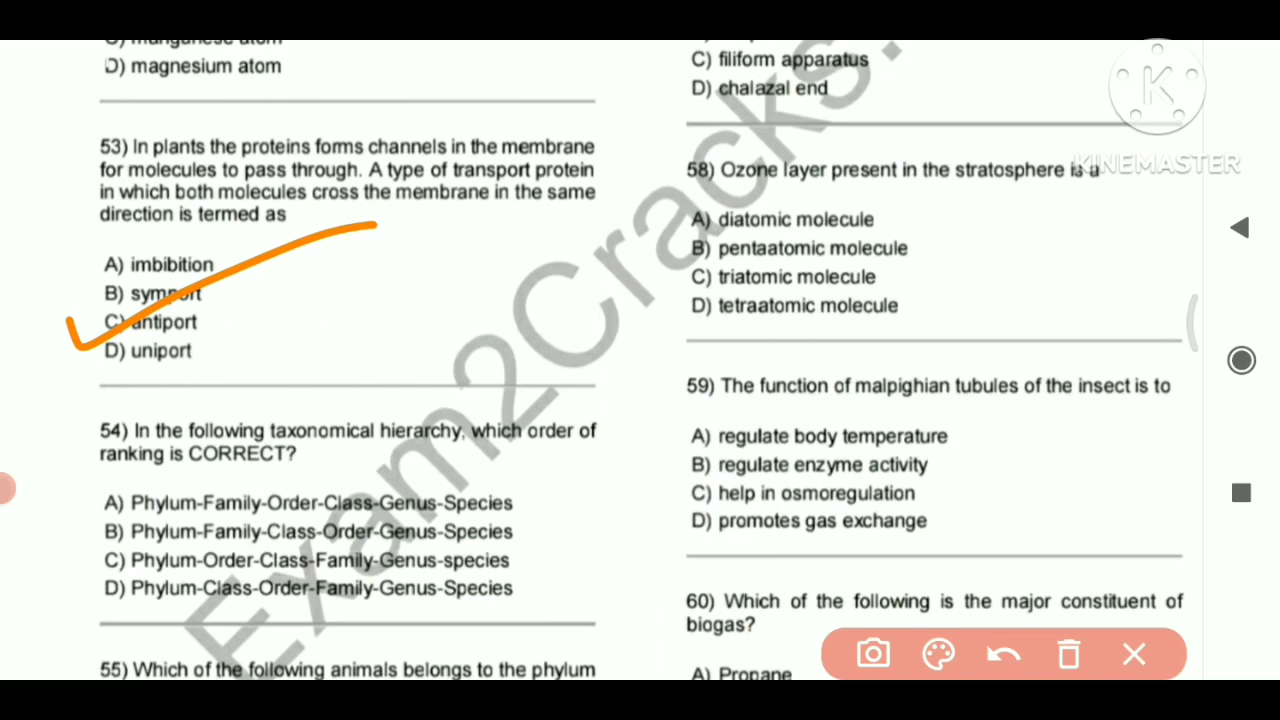 C) manganese atom
D) magnesium atom
53) In plants the proteins forms channels in the membrane
for molecules to pass through. A type of transport protein
in which both molecules cross the membrane in the same
direction is termed as
A) imbibition
B) symport
C) antiport
D) uniport
54) In the following taxonomical hierarchy, which order of
ranking is CORRECT?
A) Phylum-Family-Order-Class-Genus-Species
B) Phylum-Family-Class-Order-Genus-Species
C) Phylum-Order-Class-Family-Genus-species
D) Phylum-Class-Order-Family-Genus-Species
55) Which of the following animals belongs to the phylum
C) filiform apparatus
D) chalazal end
58) Ozone layer present in the stratosphere is a
A) diatomic molecule
B) pentaatomic molecule
C) triatomic molecule
D) tetraatomic molecule
59) The function of malpighian tubules of the insect is to
A) regulate body temperature
B) regulate enzyme activity
C) help in osmoregulation
D) promotes gas exchange
60) Which of the following is the major constituent of
biogas?
A) Propane
Exam2Cracks.
K
KINEMASTER